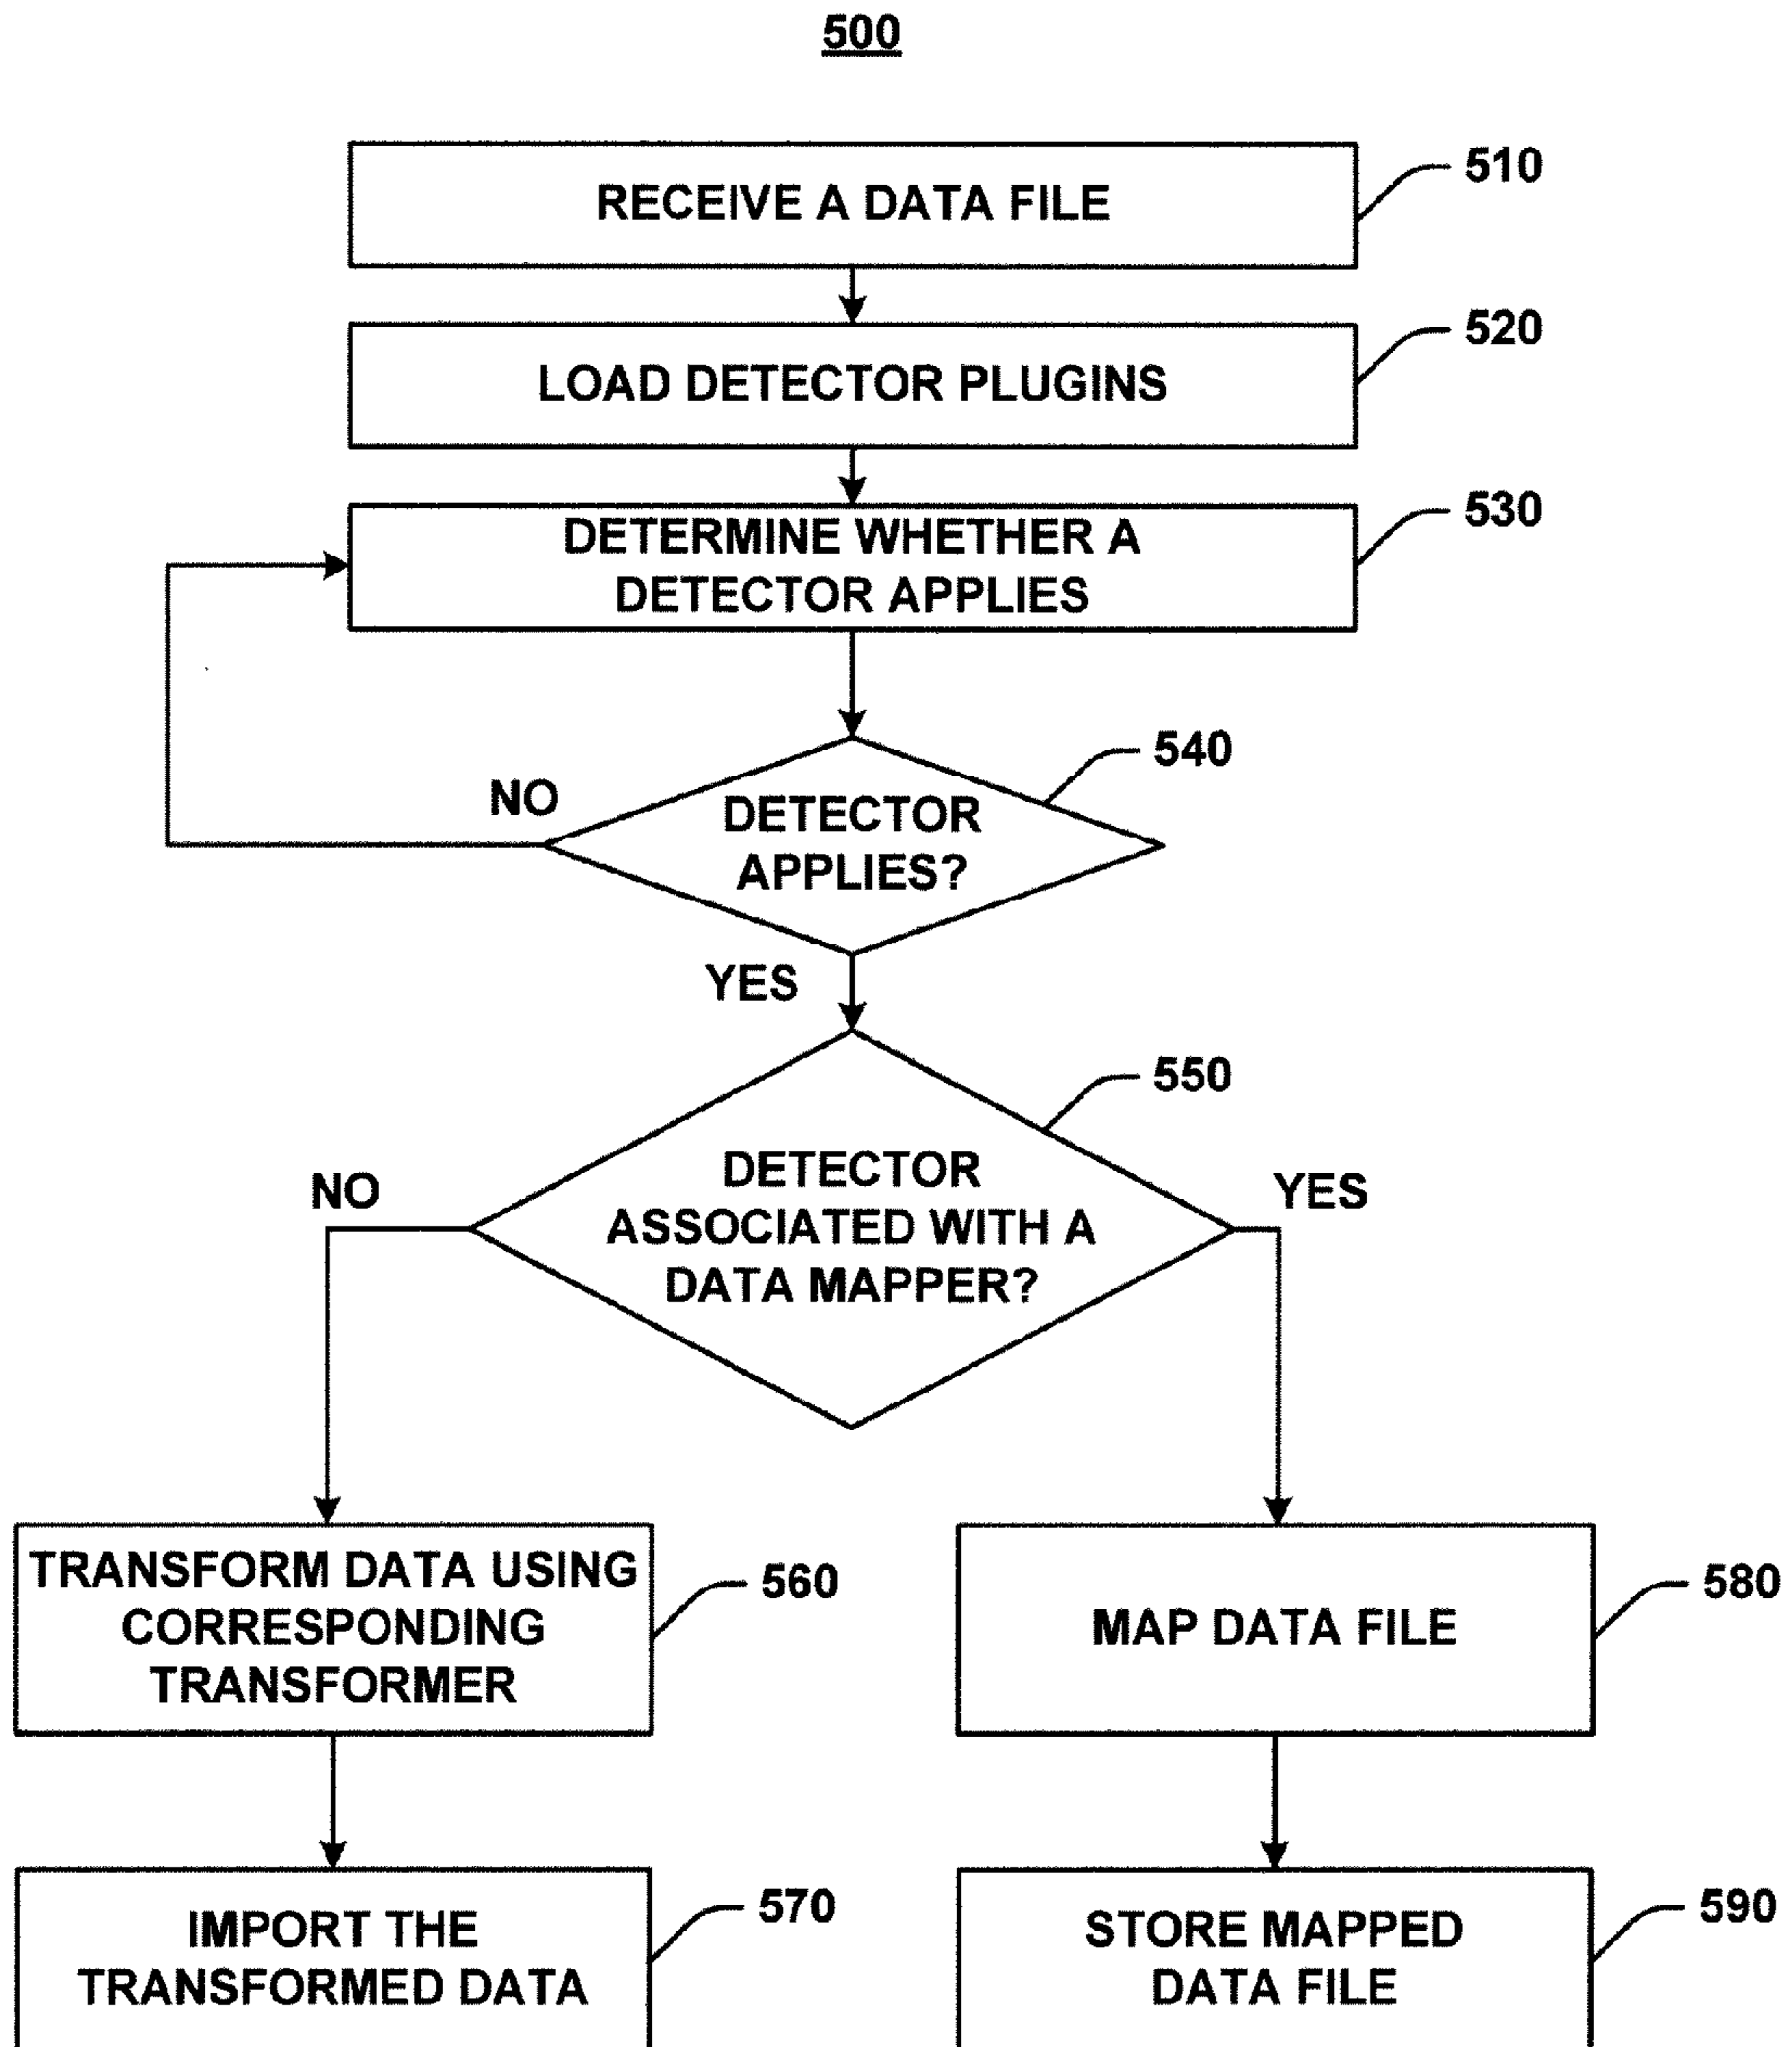 500
RECEIVE A DATA FILE
510
LOAD DETECTOR PLUGINS
520
DETERMINE WHETHER A
DETECTOR APPLIES
530
DETECTOR
APPLIES?
540
NO
YES
DETECTOR
ASSOCIATED WITH A
DATA MAPPER?
550
NO
YES
TRANSFORM DATA USING
CORRESPONDING
TRANSFORMER
560
MAP DATA FILE
580
IMPORT THE
TRANSFORMED DATA
570
STORE MAPPED
DATA FILE
590